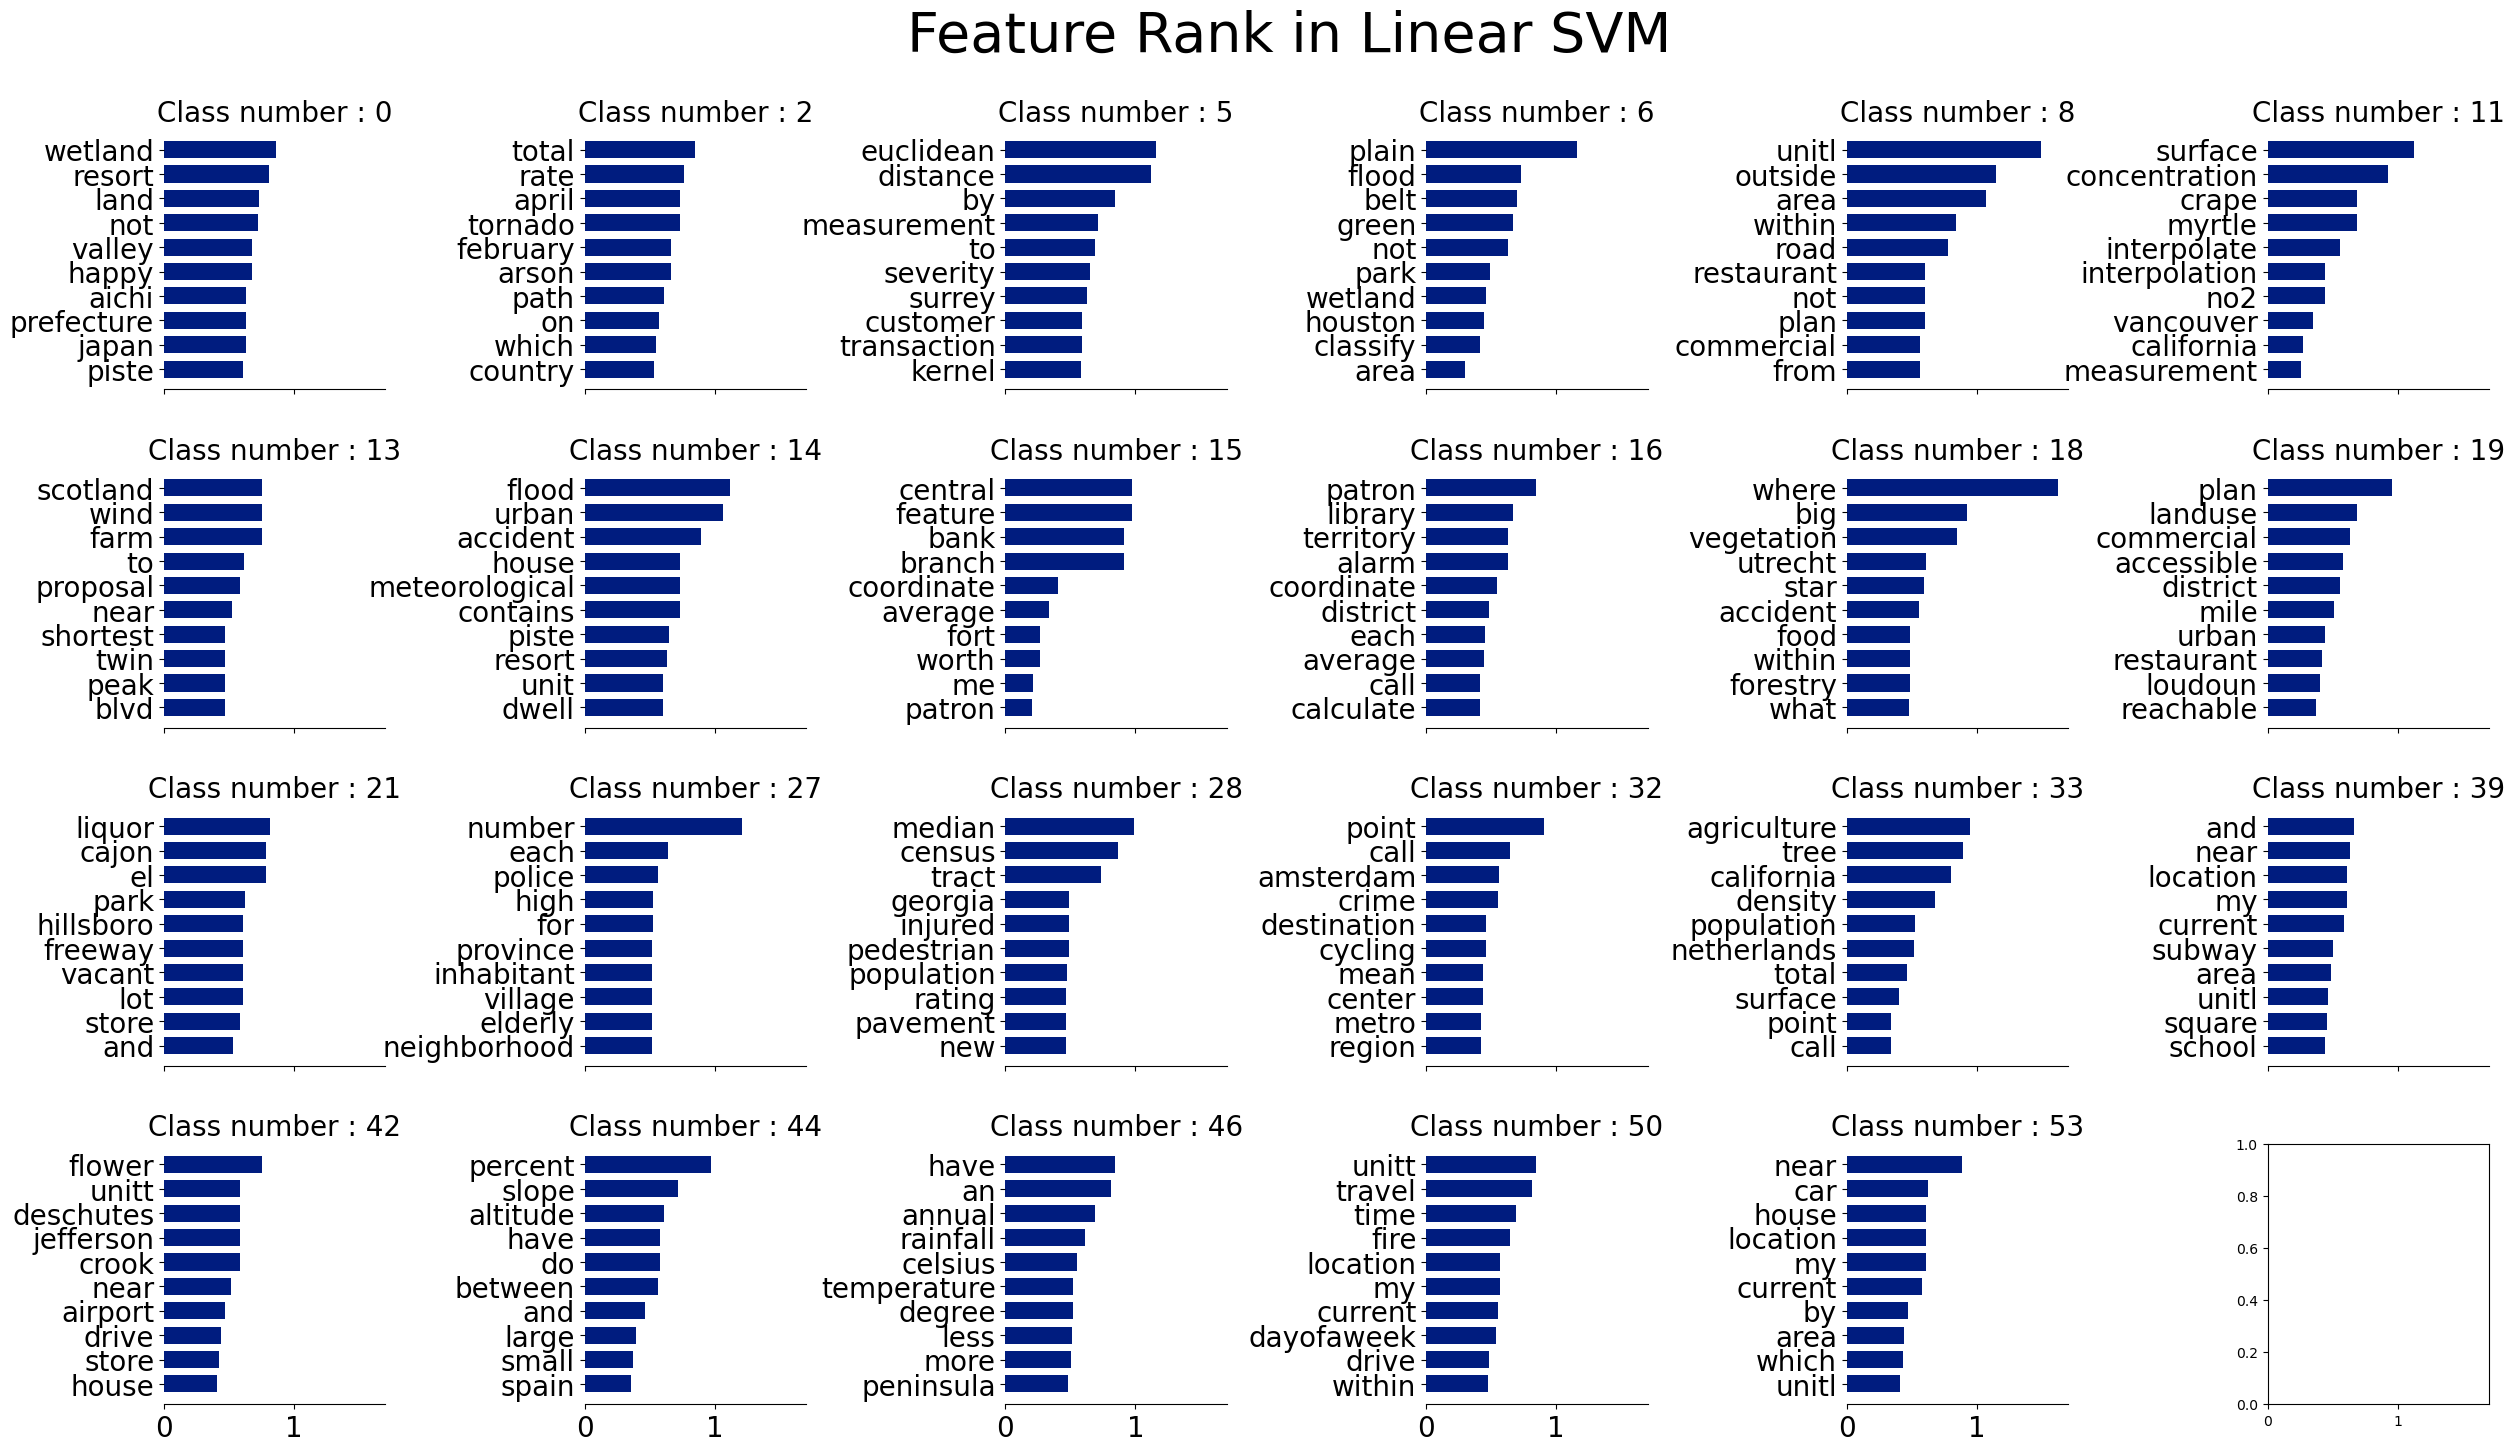 Feature Rank in Linear SVM
Class number : 0
wetland
resort
land
not
valley
happy
aichi
prefecture
japan
piste
Class number : 2
total
rate
april
tornado
february
arson
path
on
which
country
Class number : 5
euclidean
distance
by
measurement
to
severity
surrey
customer
transaction
kernel
Class number : 6
plain
flood
belt
green
not
park
wetland
houston
classify
area
Class number : 8
unitl
outside
area
within
road
restaurant
not
plan
commercial
from
Class number : 11
surface
concentration
crape
myrtle
interpolate
interpolation
no2
vancouver
california
measurement
Class number : 13
scotland
wind
farm
to
proposal
near
shortest
twin
peak
blvd
Class number : 14
flood
urban
accident
house
meteorological
contains
piste
resort
unit
dwell
Class number : 15
central
feature
bank
branch
coordinate
average
fort
worth
me
patron
Class number : 16
patron
library
territory
alarm
coordinate
district
each
average
call
calculate
Class number : 18
where
big
vegetation
utrecht
star
accident
food
within
forestry
what
Class number : 19
plan
landuse
commercial
accessible
district
mile
urban
restaurant
loudoun
reachable
Class number : 21
liquor
cajon
el
park
hillsboro
freeway
vacant
lot
store
and
Class number : 27
number
each
police
high
for
province
inhabitant
village
elderly
neighborhood
Class number : 28
median
census
tract
georgia
injured
pedestrian
population
rating
pavement
new
Class number : 32
point
call
amsterdam
crime
destination
cycling
mean
center
metro
region
Class number : 33
agriculture
tree
california
density
population
netherlands
total
surface
point
call
Class number : 39
and
near
location
my
current
subway
area
unitl
square
school
Class number : 42
flower
unitt
deschutes
jefferson
crook
near
airport
drive
store
house
0 1
Class number : 44
percent
slope
altitude
have
do
between
and
large
small
spain
0 1
Class number : 46
have
an
annual
rainfall
celsius
temperature
degree
less
more
peninsula
0 1
Class number : 50
unitt
travel
time
fire
location
my
current
dayofaweek
drive
within
0 1
Class number : 53
near
car
house
location
my
current
by
area
which
unitl
0 1
1.0
0.8
0.6
0.4
0.2
0.0
0 1